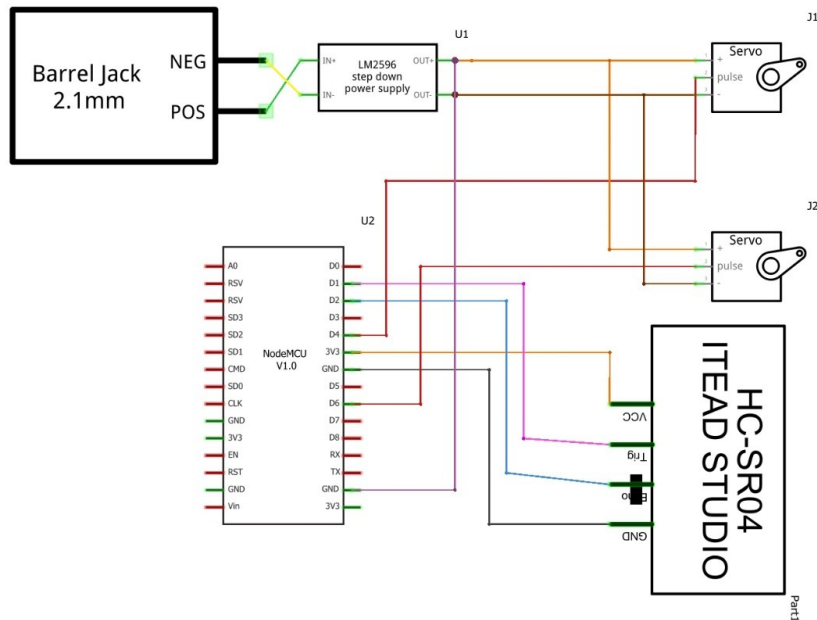 Barrel Jack
2.1mm
NEG
POS
U1
IN+
IN-
LM2596
step down
power supply
OUT+
OUT-
J1
Servo
+
pulse
-
J2
Servo
+
pulse
-
U2
NodeMCU
V1.0
A0
RSV
RSV
SD3
SD2
SD1
CMD
SD0
CLK
GND
3V3
EN
RST
GND
Vin
D0
D1
D2
D3
D4
3V3
GND
D5
D6
D7
D8
RX
TX
GND
3V3
VCC
Trig
GND
HC-SR04
ITEAD STUDIO
Part1